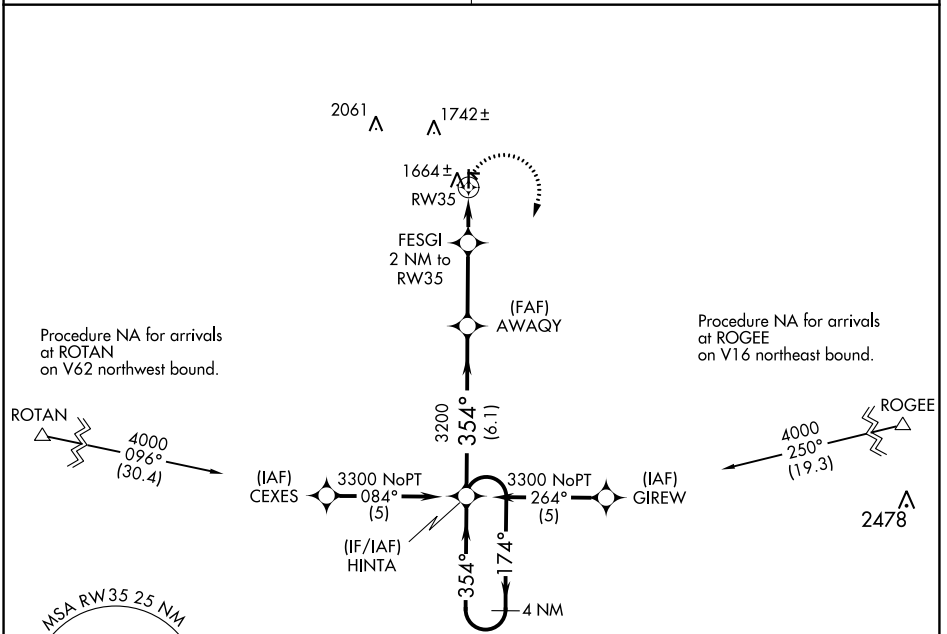 2061
1742±
1664±
RW35
FESGI
2 NM to
RW35
(FAF)
AWAQY
Procedure NA for arrivals
at ROTAN
on V62 northwest bound.
Procedure NA for arrivals
at ROGEE
on V16 northeast bound.
ROTAN
4000
096°
(30.4)
3200
354°
(6.1)
ROGEE
4000
250°
(19.3)
(IAF)
CEXES
3300 NoPT
084°
(5)
3300 NoPT
264°
(5)
(IAF)
GIREW
2478
(IF/IAF)
HINTA
354°
174°
4 NM
MSA RW35 25 NM